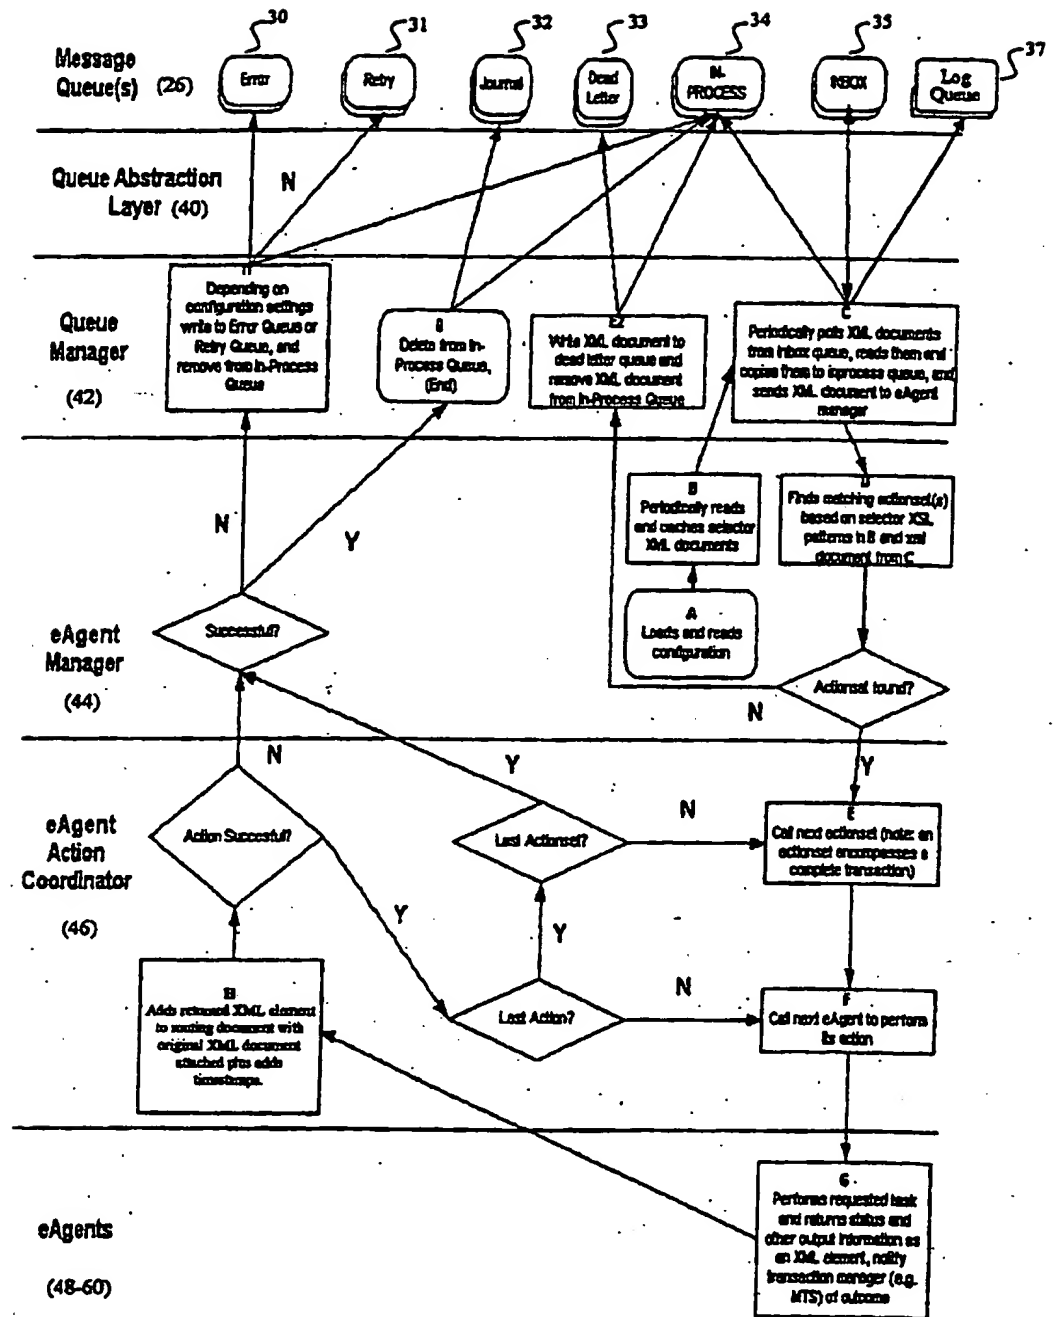 30
31
32
33
34
35
37
Message
Queue(s) (26)
Error
Retry
Journal
Dead
Letter
IN-
PROCESS
INBOX
Log
Queue
Queue Abstraction
Layer (40)
N
Queue
Manager
(42)
Depending on
configuration settings
write to Error Queue or
Retry Queue, and
remove from In-Process
Queue
Delete from In-
Process Queue,
(End)
E2
Write XML document to
dead letter queue and
remove XML document
from In-Process Queue
C
Periodically polls XML documents
from inbox queue, reads them and
copies them to inprocess queue, and
sends XML document to eAgent
manager
N
Y
B
Periodically reads
and caches selector
XML documents
D
Finds matching actionset(s)
based on selector XSL
patterns in B and xml
document from C
eAgent
Manager
(44)
Successful?
A
Loads and reads
configuration
Actionset found?
N
N
Y
Y
eAgent
Action
Coordinator
(46)
Action Succesful?
Last Actionset?
N
E
Call next actionset (note: an
actionset encompasses a
complete transaction)
Y
Y
H
Adds returned XML element
to routing document with
original XML document
attached plus adds
timestamps.
Last Action?
N
F
Call next eAgent to perform
its action
eAgents
(48-60)
G
Performs requested task
and returns status and
other output information as
an XML element, notify
transaction manager (e.g.
MTS) of outcome